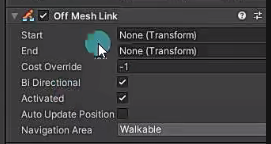 Off Mesh Link
Start None (Transform)
End None (Transform)
Cost Override -1
Bi Directional
Activated
Auto Update Position
Navigation Area Walkable